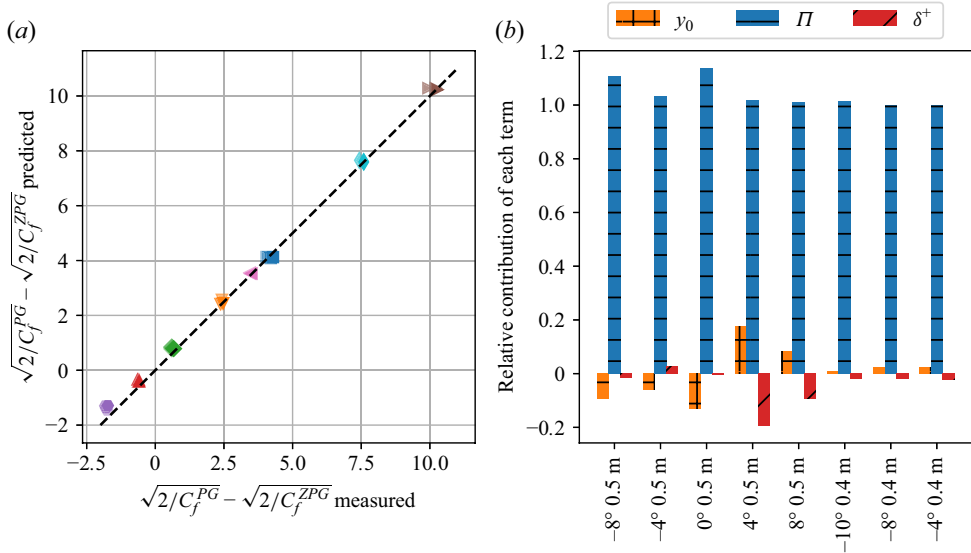 (a)
10
8
6
4
2
0
−2
−2.5
0
2.5
5.0
7.5
10.0
√2/C_f^{PG} − √2/C_f^{ZPG} predicted
√2/C_f^{PG} − √2/C_f^{ZPG} measured
(b)
y₀ Π δ⁺
1.2
1.0
0.8
0.6
0.4
0.2
0
−0.2
Relative contribution of each term
−8° 0.5 m
−4° 0.5 m
0° 0.5 m
4° 0.5 m
8° 0.5 m
−10° 0.4 m
−8° 0.4 m
−4° 0.4 m